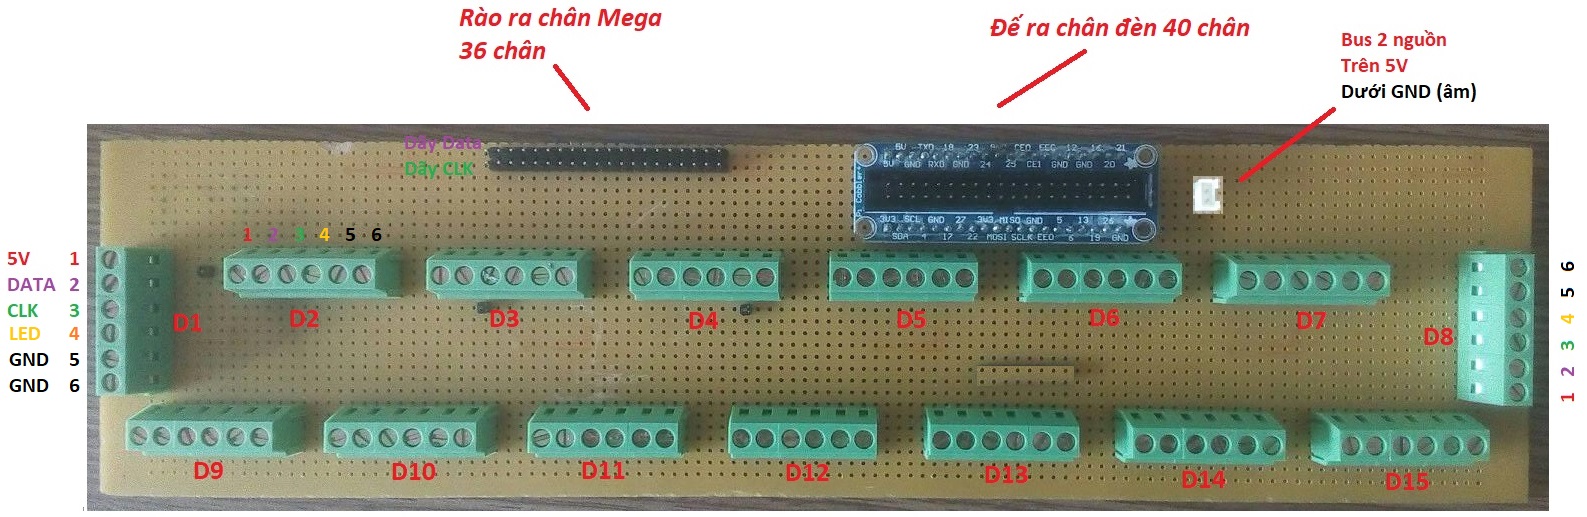 Rào ra chân Mega
36 chân
Đế ra chân đèn 40 chân
Bus 2 nguồn
Trên 5V
Dưới GND (âm)
Dãy Data
Dãy CLK
5V TXD 18 23 CE0 EEC 12 16 21
5V GND RXD GND 24 25 CE1 GND GND 20
Pi Cobbler
3V3 SCL GND 27 3V3 MISO GND 5 13 26
SDA 4 17 22 MOSI SCLK EED 6 19 GND
1 2 3 4 5 6
5V 1
DATA 2
CLK 3
LED 4
GND 5
GND 6
D1
D2
D3
D4
D5
D6
D7
D8
6
5
4
3
2
1
D9
D10
D11
D12
D13
D14
D15